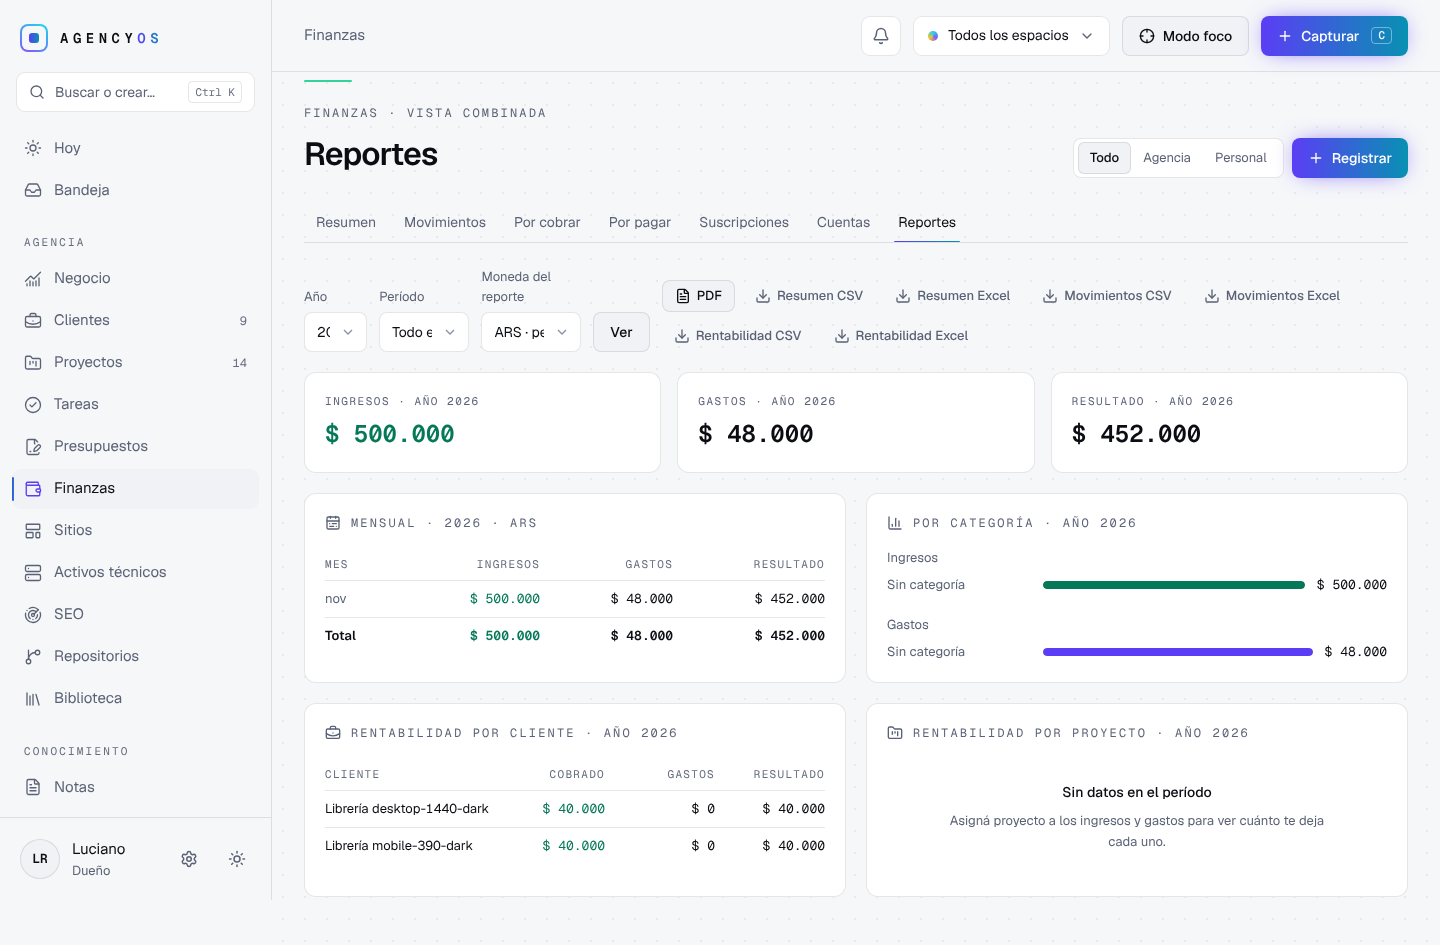 AGENCYOS
Buscar o crear... Ctrl K
Hoy
Bandeja
AGENCIA
Negocio
Clientes 9
Proyectos 14
Tareas
Presupuestos
Finanzas
Sitios
Activos técnicos
SEO
Repositorios
Biblioteca
CONOCIMIENTO
Notas
LR Luciano
Dueño
Finanzas
Todos los espacios
Modo foco
Capturar C
FINANZAS · VISTA COMBINADA
Reportes
Todo Agencia Personal
Registrar
Resumen Movimientos Por cobrar Por pagar Suscripciones Cuentas Reportes
Año Período Moneda del
reporte
Todo e ARS · pe Ver
PDF Resumen CSV Resumen Excel Movimientos CSV Movimientos Excel
Rentabilidad CSV Rentabilidad Excel
INGRESOS · AÑO 2026
$ 500.000
GASTOS · AÑO 2026
$ 48.000
RESULTADO · AÑO 2026
$ 452.000
MENSUAL · 2026 · ARS
MES INGRESOS GASTOS RESULTADO
nov $ 500.000 $ 48.000 $ 452.000
Total $ 500.000 $ 48.000 $ 452.000
POR CATEGORÍA · AÑO 2026
Ingresos
Sin categoría $ 500.000
Gastos
Sin categoría $ 48.000
RENTABILIDAD POR CLIENTE · AÑO 2026
CLIENTE COBRADO GASTOS RESULTADO
Librería desktop-1440-dark $ 40.000 $ 0 $ 40.000
Librería mobile-390-dark $ 40.000 $ 0 $ 40.000
RENTABILIDAD POR PROYECTO · AÑO 2026
Sin datos en el período
Asigná proyecto a los ingresos y gastos para ver cuánto te deja
cada uno.